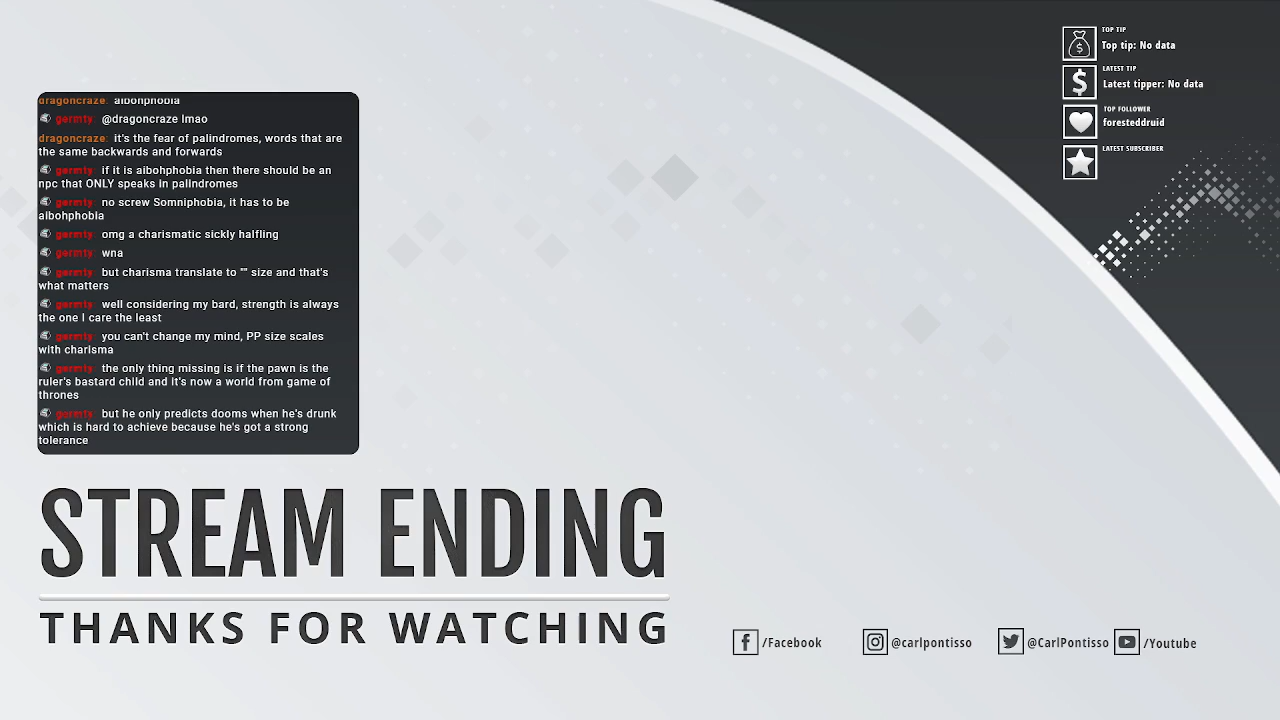 dragoncraze: aibohphobia
germty: @dragoncraze lmao
dragoncraze: it's the fear of palindromes, words that are
the same backwards and forwards
germty: if it is aibohphobia then there should be an
npc that ONLY speaks in palindromes
germty: no screw Somniphobia, it has to be
aibohphobia
germty: omg a charismatic sickly halfling
germty: wna
germty: but charisma translate to "" size and that's
what matters
germty: well considering my bard, strength is always
the one I care the least
germty: you can't change my mind, PP size scales
with charisma
germty: the only thing missing is if the pawn is the
ruler's bastard child and it's now a world from game of
thrones
germty: but he only predicts dooms when he's drunk
which is hard to achieve because he's got a strong
tolerance
TOP TIP
Top tip: No data
LATEST TIP
Latest tipper: No data
TOP FOLLOWER
foresteddruid
LATEST SUBSCRIBER
STREAM ENDING
THANKS FOR WATCHING
/Facebook
@carlpontisso
@CarlPontisso
/Youtube